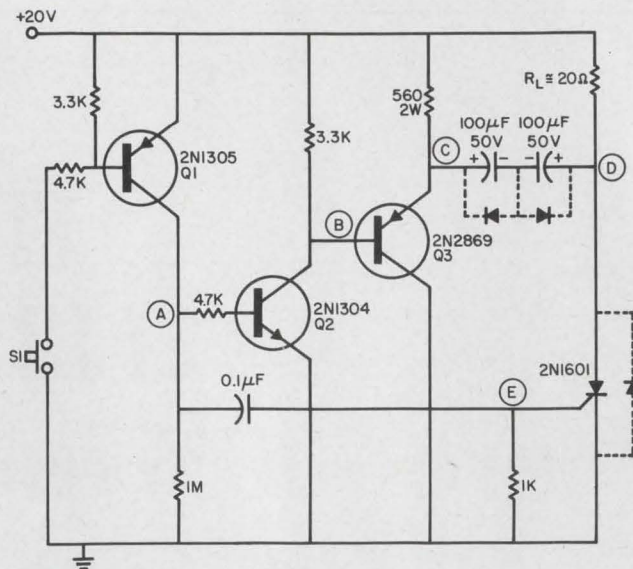 +20V
3.3K
4.7K
2N1305
Q1
3.3K
560
2W
100µF
50V
100µF
50V
+ - - +
RL ≅ 20Ω
C
D
B
2N2869
Q3
A
4.7K
2N1304
Q2
S1
0.1µF
E
2N1601
1M
1K